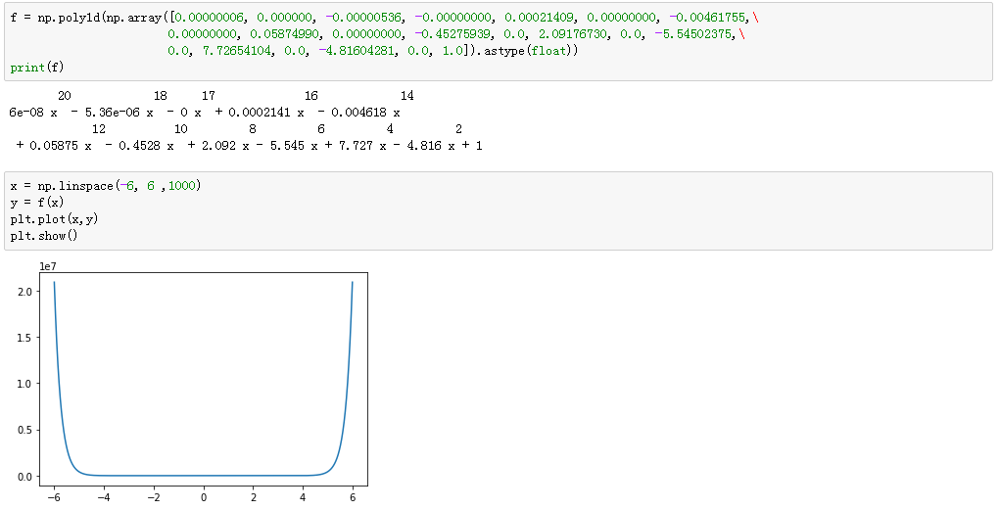 f = np.poly1d(np.array([0.00000006, 0.000000, -0.00000536, -0.00000000, 0.00021409, 0.00000000, -0.00461755,\
0.00000000, 0.05874990, 0.00000000, -0.45275939, 0.0, 2.09176730, 0.0, -5.54502375,\
0.0, 7.72654104, 0.0, -4.81604281, 0.0, 1.0]).astype(float))
print(f)
20 18 17 16 14
6e-08 x - 5.36e-06 x - 0 x + 0.0002141 x - 0.004618 x
12 10 8 6 4 2
+ 0.05875 x - 0.4528 x + 2.092 x - 5.545 x + 7.727 x - 4.816 x + 1
x = np.linspace(-6, 6 ,1000)
y = f(x)
plt.plot(x,y)
plt.show()
1e7
2.0
1.5
1.0
0.5
0.0
-6 -4 -2 0 2 4 6